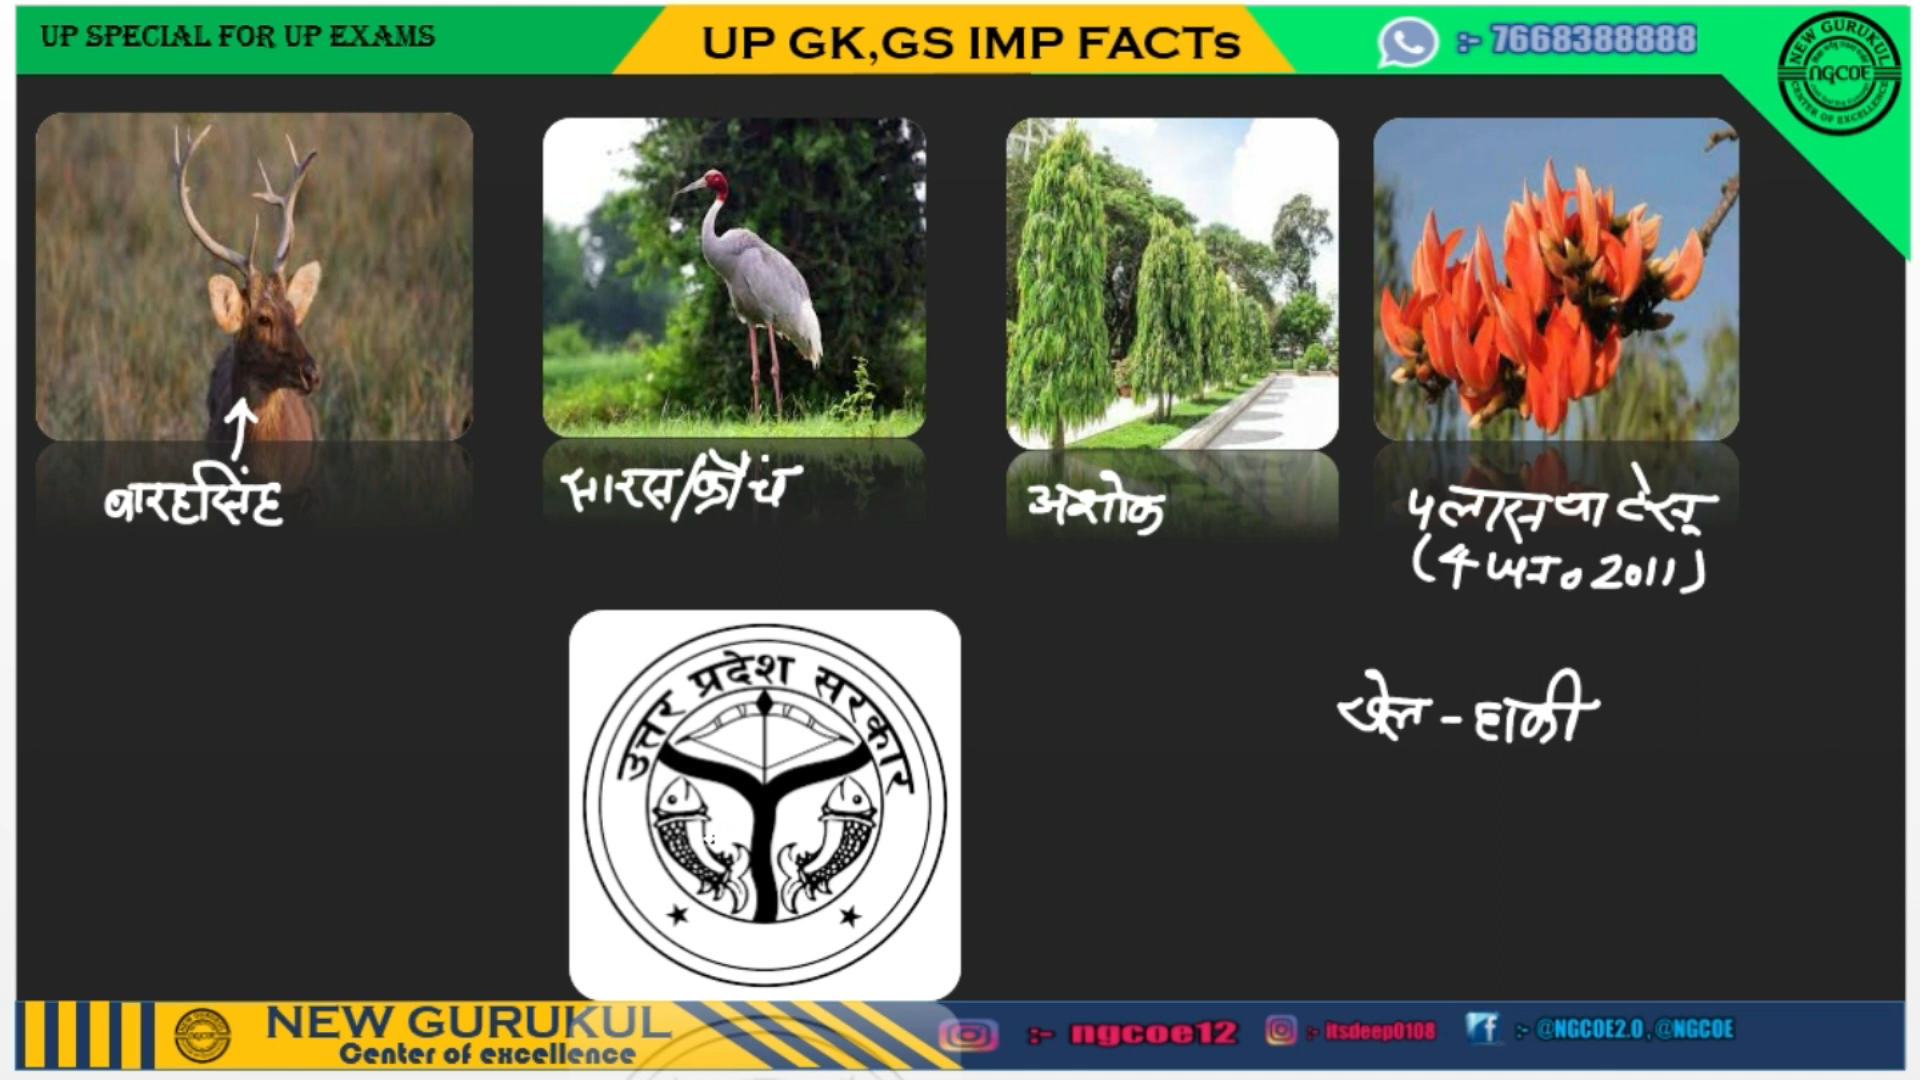 UP SPECIAL FOR UP EXAMS
UP GK,GS IMP FACTs
:- 7668388888
NEW GURUKUL
NGCOE
CENTER OF EXCELLENCE
बारहसिंह
सारस/क्रौंच
अशोक
पलास या टेसू
(4 जन० 2011)
उत्तर प्रदेश सरकार
खेल - हाकी
NEW GURUKUL
Center of excellence
:- ngcoe12
:- itsdeep0108
:- @NGCOE2.0,@NGCOE